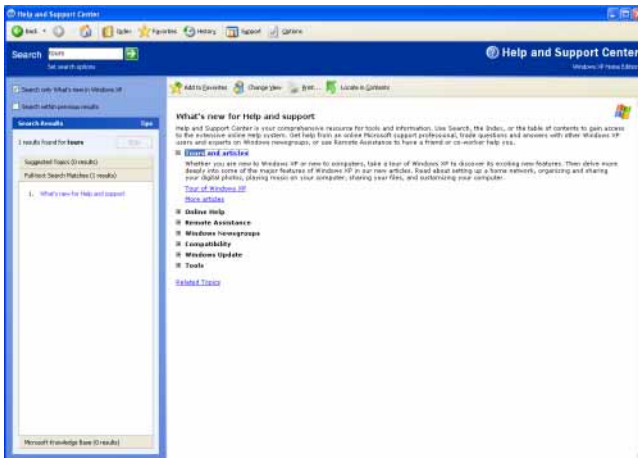 Help and Support Center
Back
Index
Favorites
History
Support
Options
Search
tours
Set search options
Help and Support Center
Windows XP Home Edition
Search only What's new in Windows XP
Search within previous results
Add to Favorites
Change View
Print...
Locate in Contents
Search Results
Tips
1 results found for tours
Suggested Topics (0 results)
Full-text Search Matches (1 results)
1. What's new for Help and support
Microsoft Knowledge Base (0 results)
What's new for Help and support
Help and Support Center is your comprehensive resource for tools and information. Use Search, the Index, or the table of contents to gain access
to the extensive online Help system. Get help from an online Microsoft support professional, trade questions and answers with other Windows XP
users and experts on Windows newsgroups, or use Remote Assistance to have a friend or co-worker help you.
Tours and articles
Whether you are new to Windows XP or new to computers, take a tour of Windows XP to discover its exciting new features. Then delve more
deeply into some of the major features of Windows XP in our new articles. Read about setting up a home network, organizing and sharing
your digital photos, playing music on your computer, sharing your files, and customizing your computer.
Tour of Windows XP
More articles
Online Help
Remote Assistance
Windows Newsgroups
Compatibility
Windows Update
Tools
Related Topics